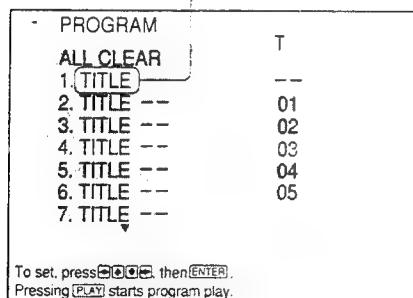 PROGRAM
T
ALL CLEAR
1. TITLE --
2. TITLE -- 01
3. TITLE -- 02
4. TITLE -- 03
5. TITLE -- 04
6. TITLE -- 05
7. TITLE --
To set, press ←↑↓→, then ENTER.
Pressing PLAY starts program play.